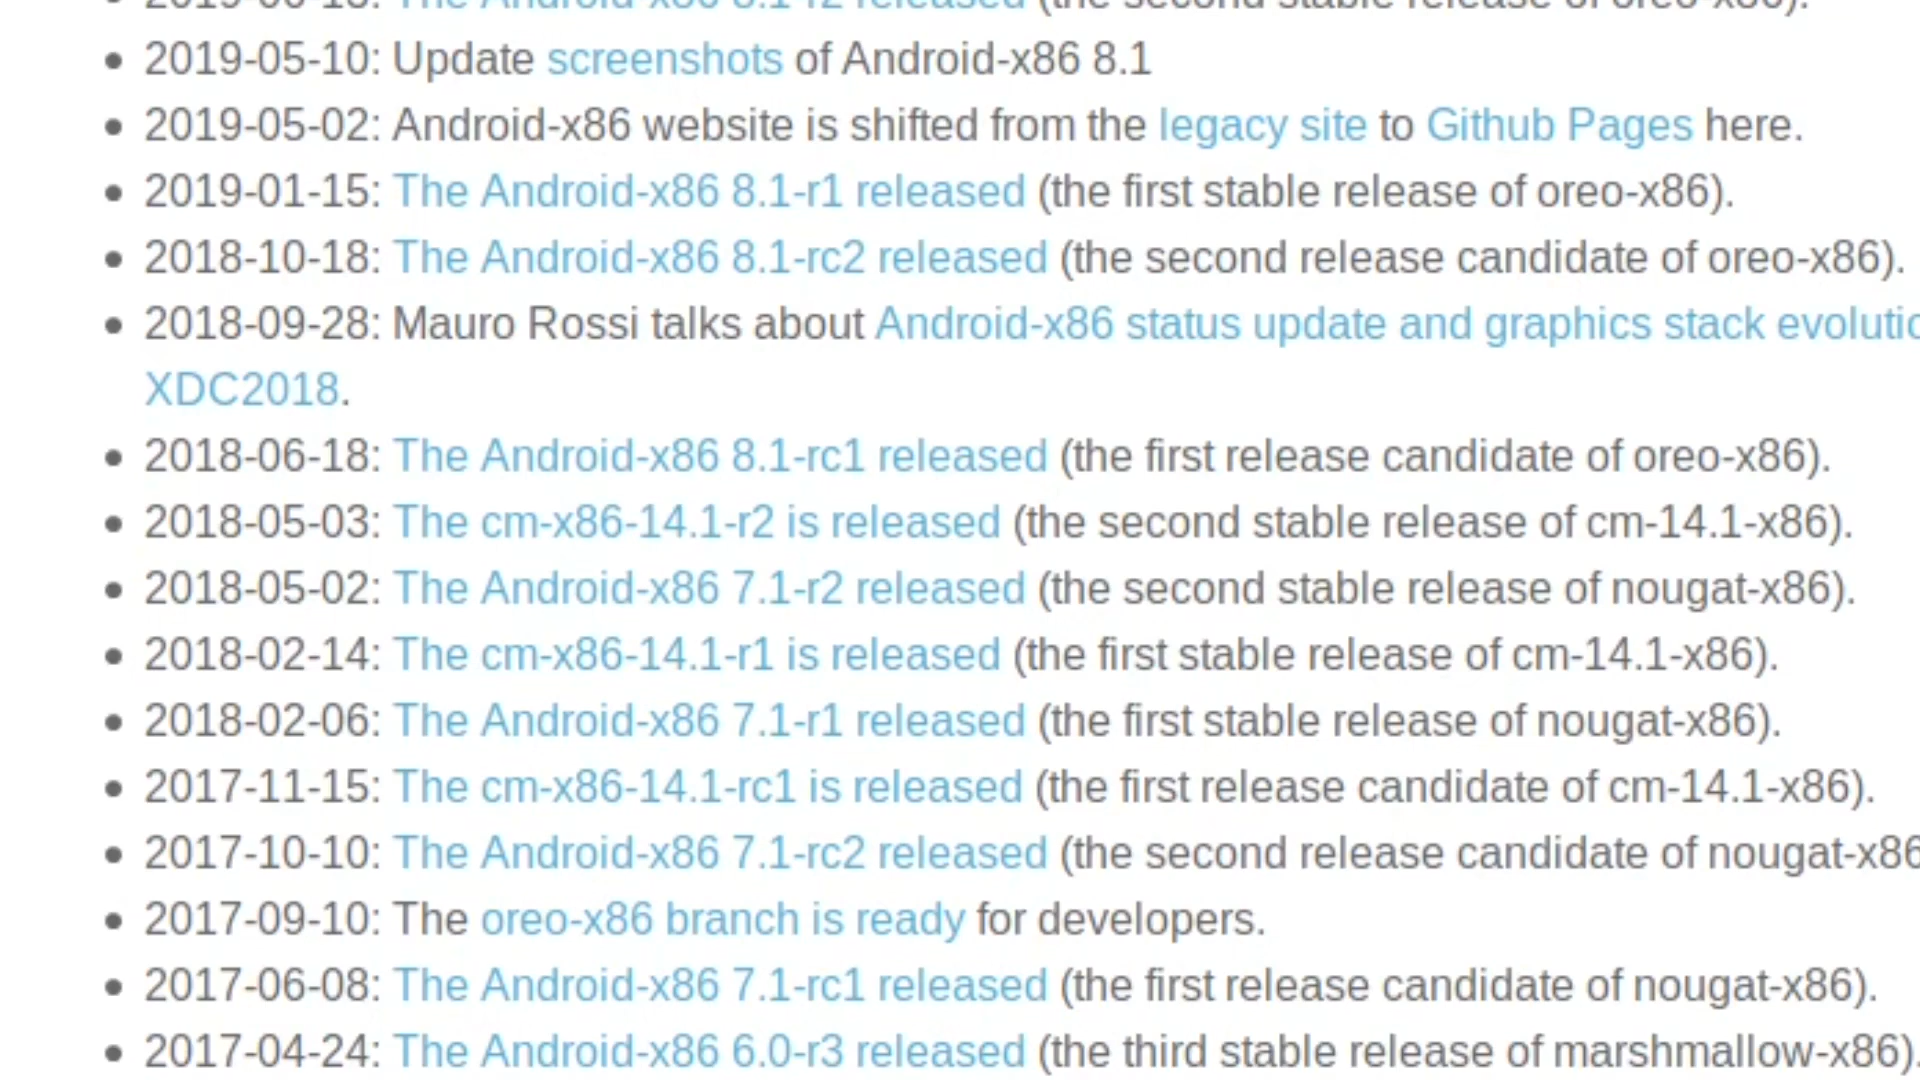 The Android-x86 8.1-r2 released (the second stable release of oreo-x86).
2019-05-10: Update screenshots of Android-x86 8.1
2019-05-02: Android-x86 website is shifted from the legacy site to Github Pages here.
2019-01-15: The Android-x86 8.1-r1 released (the first stable release of oreo-x86).
2018-10-18: The Android-x86 8.1-rc2 released (the second release candidate of oreo-x86).
2018-09-28: Mauro Rossi talks about Android-x86 status update and graphics stack
XDC2018.
2018-06-18: The Android-x86 8.1-rc1 released (the first release candidate of oreo-x86).
2018-05-03: The cm-x86-14.1-r2 is released (the second stable release of cm-14.1-x86).
2018-05-02: The Android-x86 7.1-r2 released (the second stable release of nougat-x86).
2018-02-14: The cm-x86-14.1-r1 is released (the first stable release of cm-14.1-x86).
2018-02-06: The Android-x86 7.1-r1 released (the first stable release of nougat-x86).
2017-11-15: The cm-x86-14.1-rc1 is released (the first release candidate of cm-14.1-x86).
2017-10-10: The Android-x86 7.1-rc2 released (the second release candidate of nougat-x86
2017-09-10: The oreo-x86 branch is ready for developers.
2017-06-08: The Android-x86 7.1-rc1 released (the first release candidate of nougat-x86).
2017-04-24: The Android-x86 6.0-r3 released (the third stable release of marshmallow-x86).